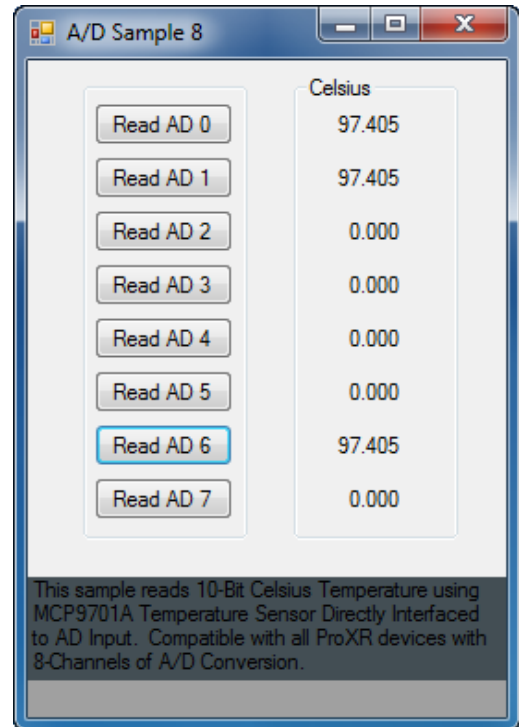 A/D Sample 8
Celsius
Read AD 0 97.405
Read AD 1 97.405
Read AD 2 0.000
Read AD 3 0.000
Read AD 4 0.000
Read AD 5 0.000
Read AD 6 97.405
Read AD 7 0.000
This sample reads 10-Bit Celsius Temperature using
MCP9701A Temperature Sensor Directly Interfaced
to AD Input.  Compatible with all ProXR devices with
8-Channels of A/D Conversion.